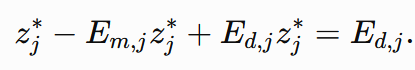 $z_j^* - E_{m,j} z_j^* + E_{d,j} z_j^* = E_{d,j}.$